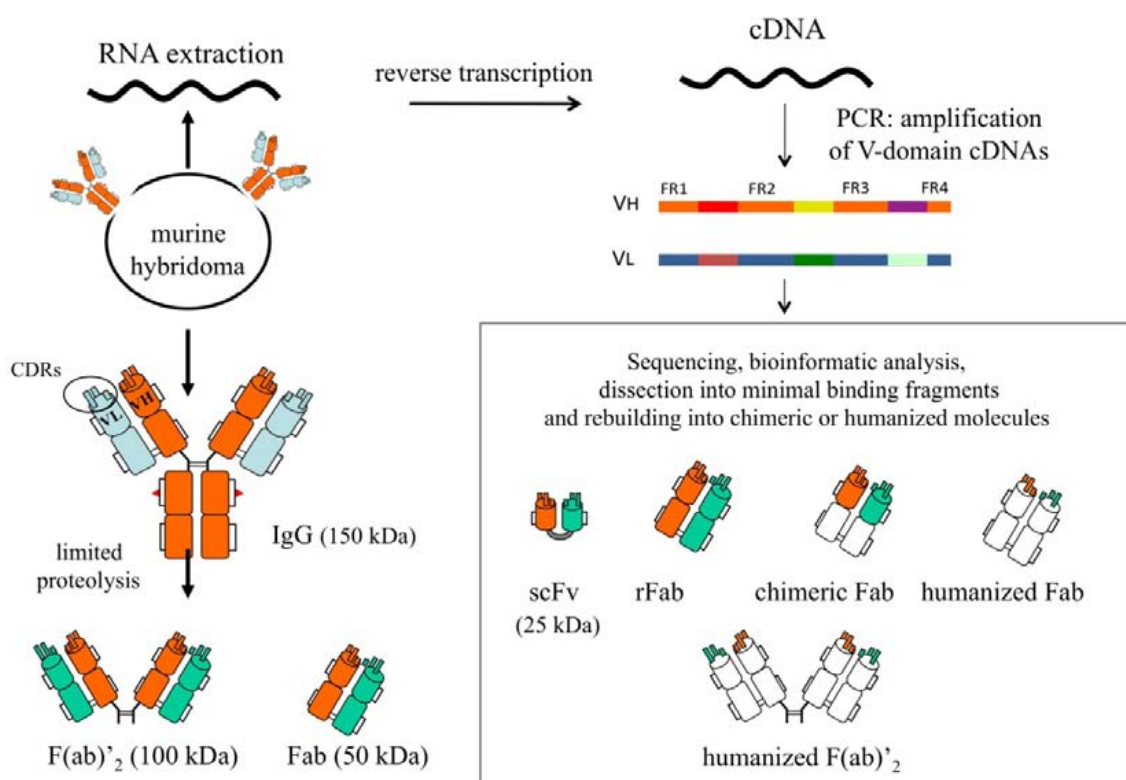 RNA extraction
reverse transcription
cDNA
PCR: amplification
of V-domain cDNAs
FR1 FR2 FR3 FR4
VH
VL
murine
hybridoma
CDRs
VL VH
IgG (150 kDa)
limited
proteolysis
F(ab)’2 (100 kDa)
Fab (50 kDa)
Sequencing, bioinformatic analysis,
dissection into minimal binding fragments
and rebuilding into chimeric or humanized molecules
scFv
(25 kDa)
rFab
chimeric Fab
humanized Fab
humanized F(ab)’2